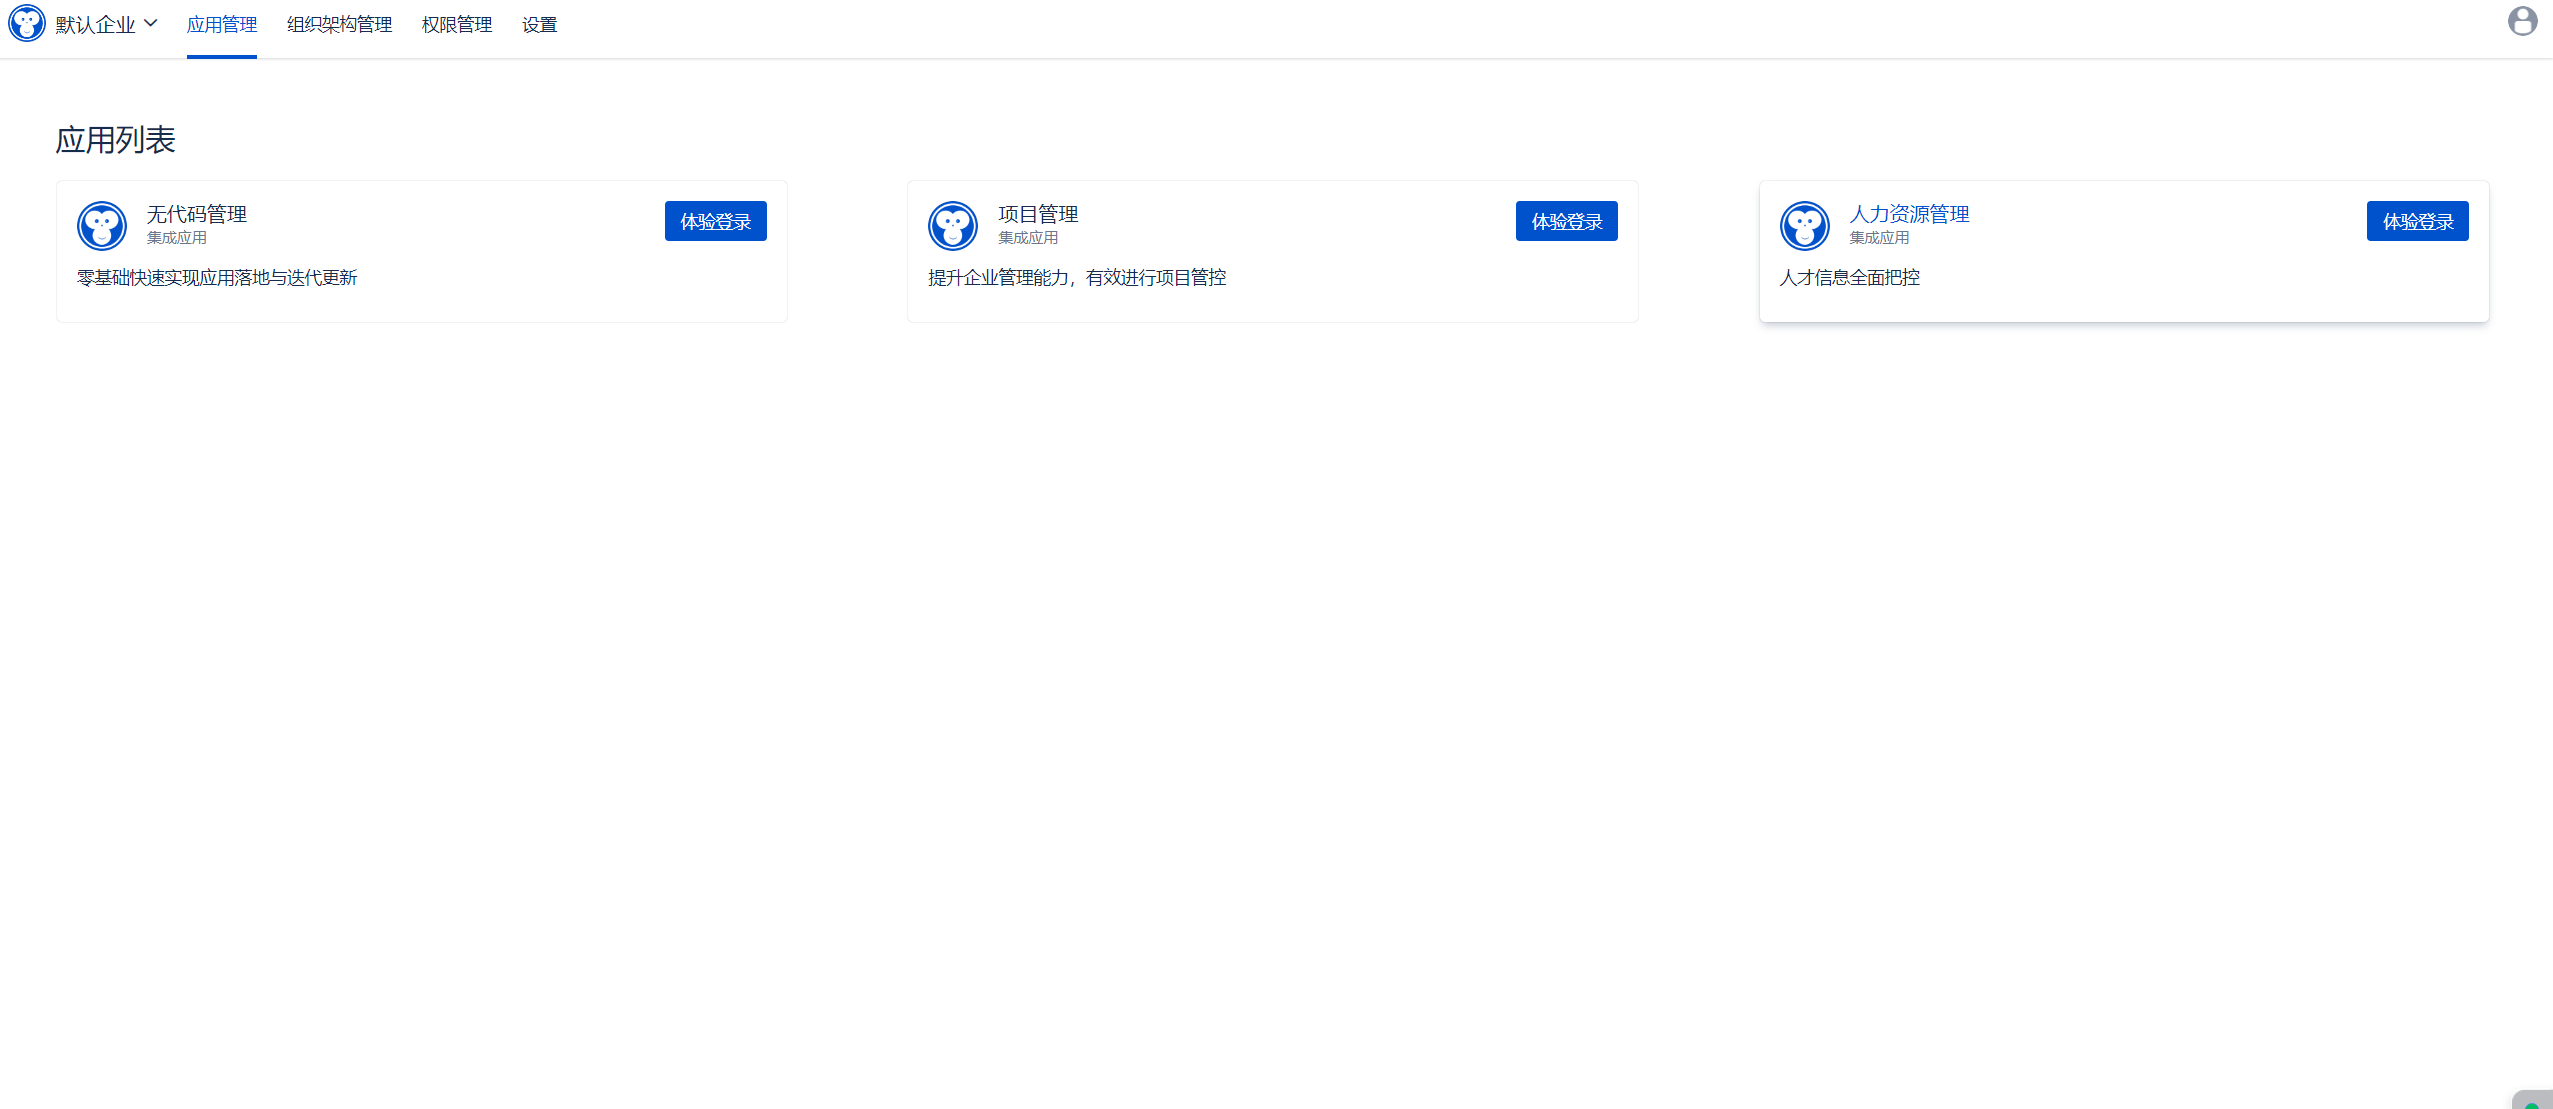 默认企业 应用管理 组织架构管理 权限管理 设置
应用列表
无代码管理
集成应用
体验登录
零基础快速实现应用落地与迭代更新
项目管理
集成应用
体验登录
提升企业管理能力，有效进行项目管控
人力资源管理
集成应用
体验登录
人才信息全面把控